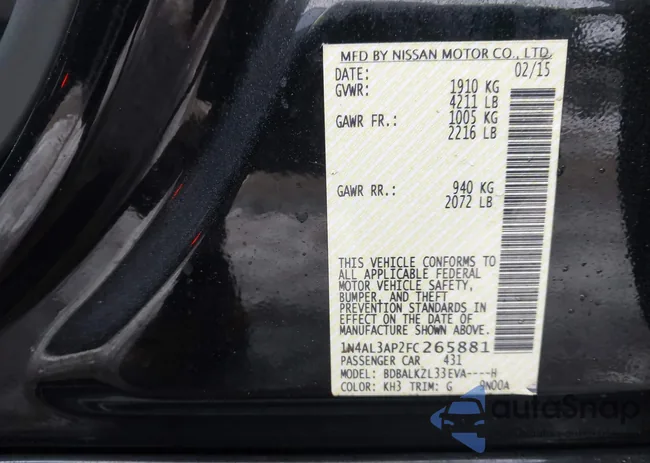 MFD BY NISSAN MOTOR CO., LTD.
DATE: 02/15
GVWR: 1910 KG
4211 LB
GAWR FR.: 1005 KG
2216 LB
GAWR RR.: 940 KG
2072 LB
THIS VEHICLE CONFORMS TO
ALL APPLICABLE FEDERAL
MOTOR VEHICLE SAFETY,
BUMPER, AND THEFT
PREVENTION STANDARDS IN
EFFECT ON THE DATE OF
MANUFACTURE SHOWN ABOVE.
1N4AL3AP2FC265881
PASSENGER CAR 431
MODEL: BDBALKZL33EVA----H
COLOR: KH3 TRIM: G 9N00A
autoSnap